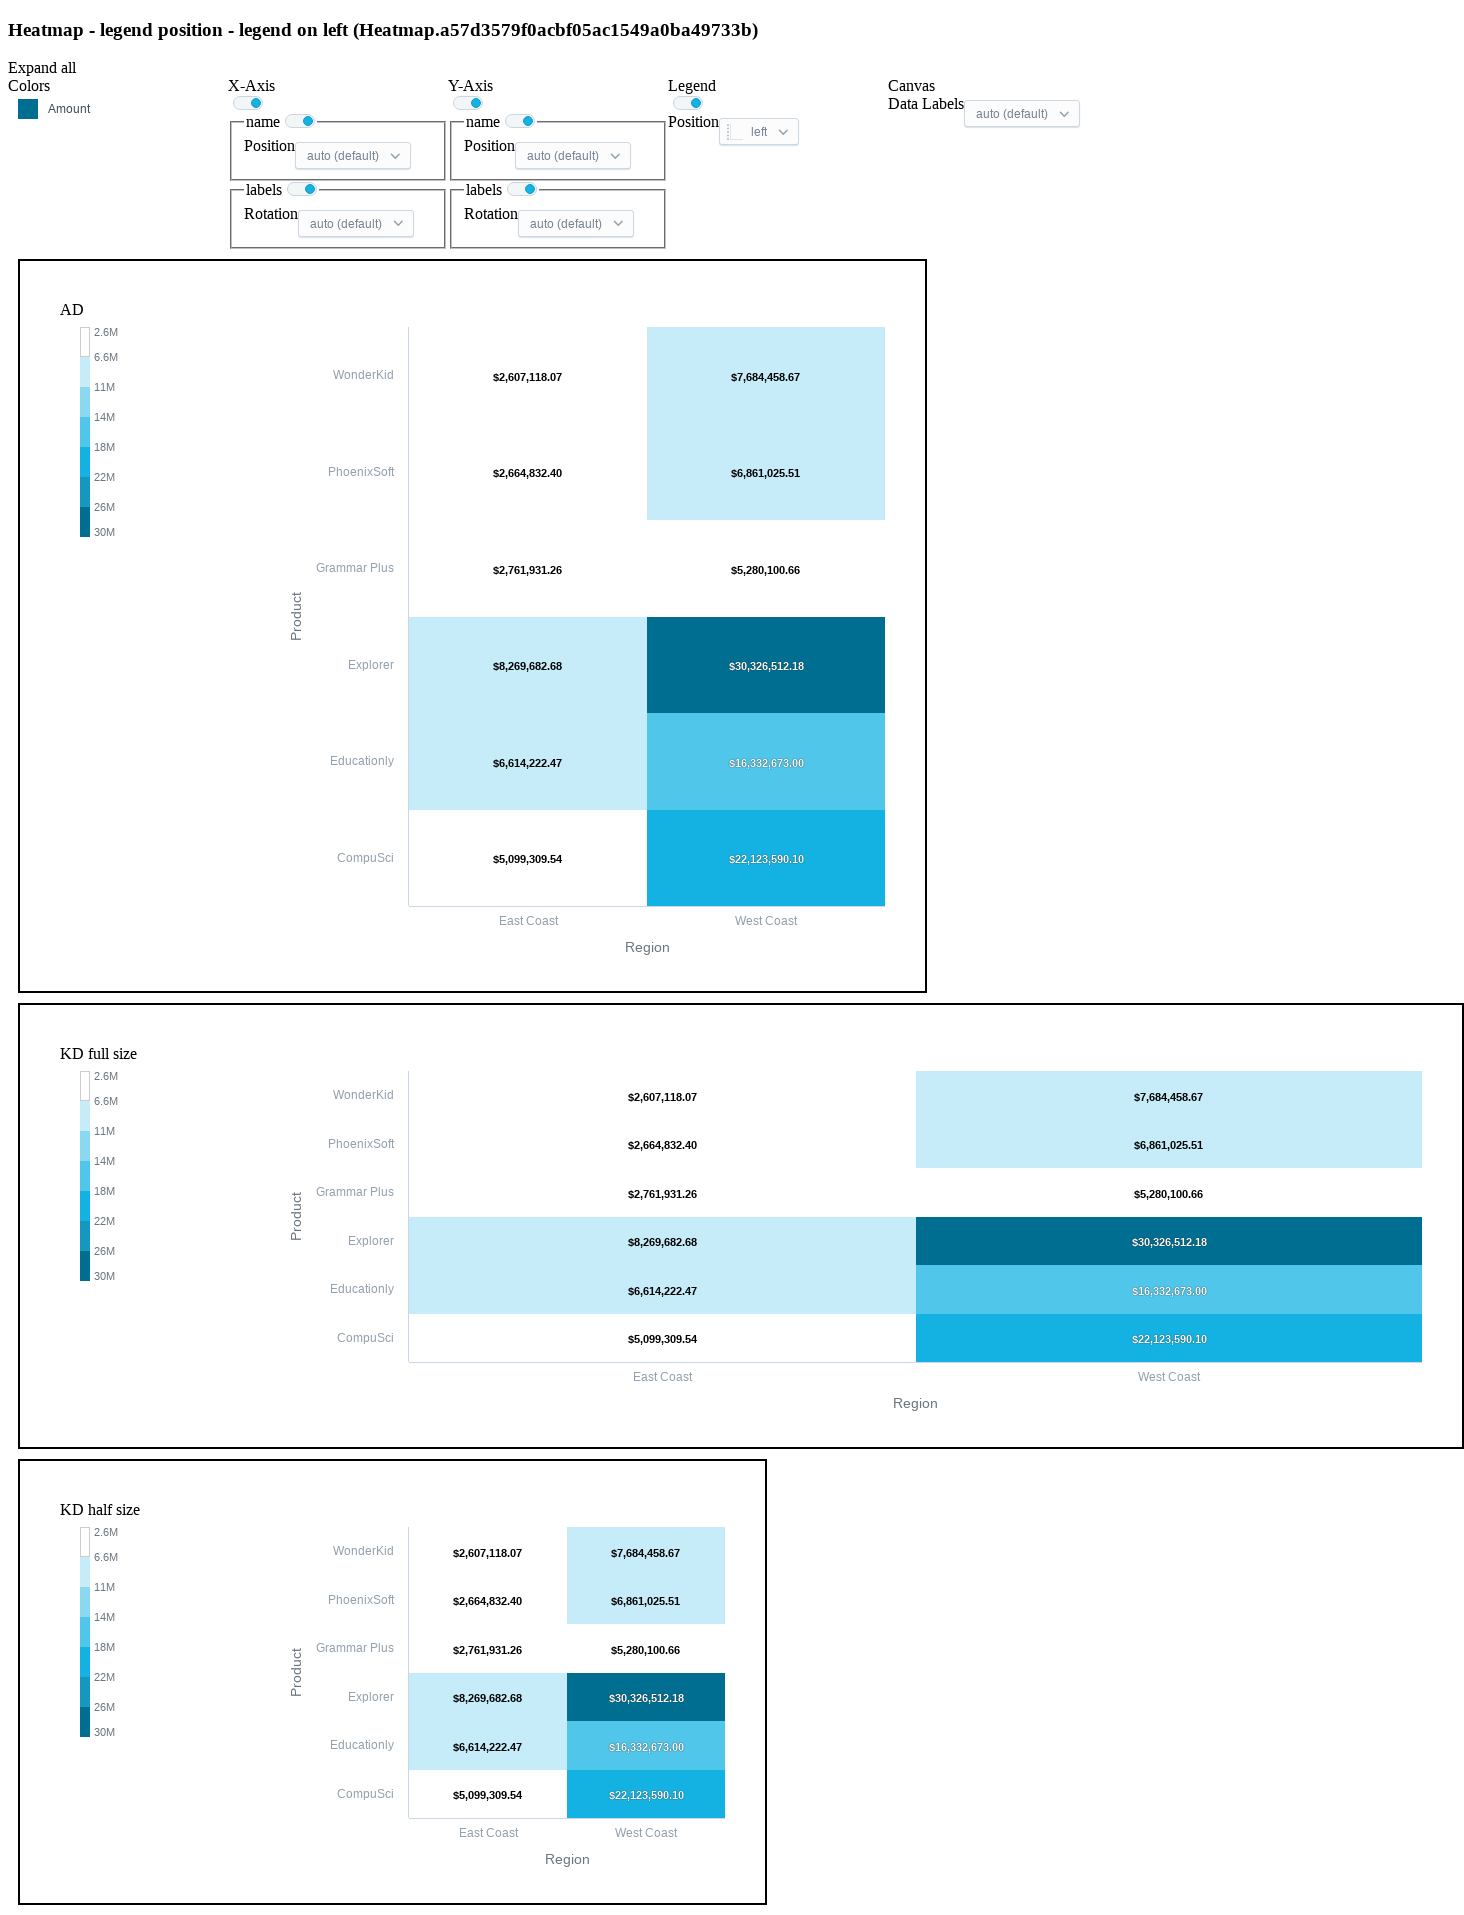 Heatmap - legend position - legend on left (Heatmap.a57d3579f0acbf05ac1549a0ba49733b)
Expand all
Colors
Amount
X-Axis
name
Position auto (default)
labels
Rotation auto (default)
Y-Axis
name
Position auto (default)
labels
Rotation auto (default)
Legend
Position left
Canvas
Data Labels auto (default)
AD
2.6M
6.6M
11M
14M
18M
22M
26M
30M
Product
WonderKid $2,607,118.07 $7,684,458.67
PhoenixSoft $2,664,832.40 $6,861,025.51
Grammar Plus $2,761,931.26 $5,280,100.66
Explorer $8,269,682.68 $30,326,512.18
Educationly $6,614,222.47 $16,332,673.00
CompuSci $5,099,309.54 $22,123,590.10
East Coast West Coast
Region
KD full size
2.6M
6.6M
11M
14M
18M
22M
26M
30M
Product
WonderKid $2,607,118.07 $7,684,458.67
PhoenixSoft $2,664,832.40 $6,861,025.51
Grammar Plus $2,761,931.26 $5,280,100.66
Explorer $8,269,682.68 $30,326,512.18
Educationly $6,614,222.47 $16,332,673.00
CompuSci $5,099,309.54 $22,123,590.10
East Coast West Coast
Region
KD half size
2.6M
6.6M
11M
14M
18M
22M
26M
30M
Product
WonderKid $2,607,118.07 $7,684,458.67
PhoenixSoft $2,664,832.40 $6,861,025.51
Grammar Plus $2,761,931.26 $5,280,100.66
Explorer $8,269,682.68 $30,326,512.18
Educationly $6,614,222.47 $16,332,673.00
CompuSci $5,099,309.54 $22,123,590.10
East Coast West Coast
Region